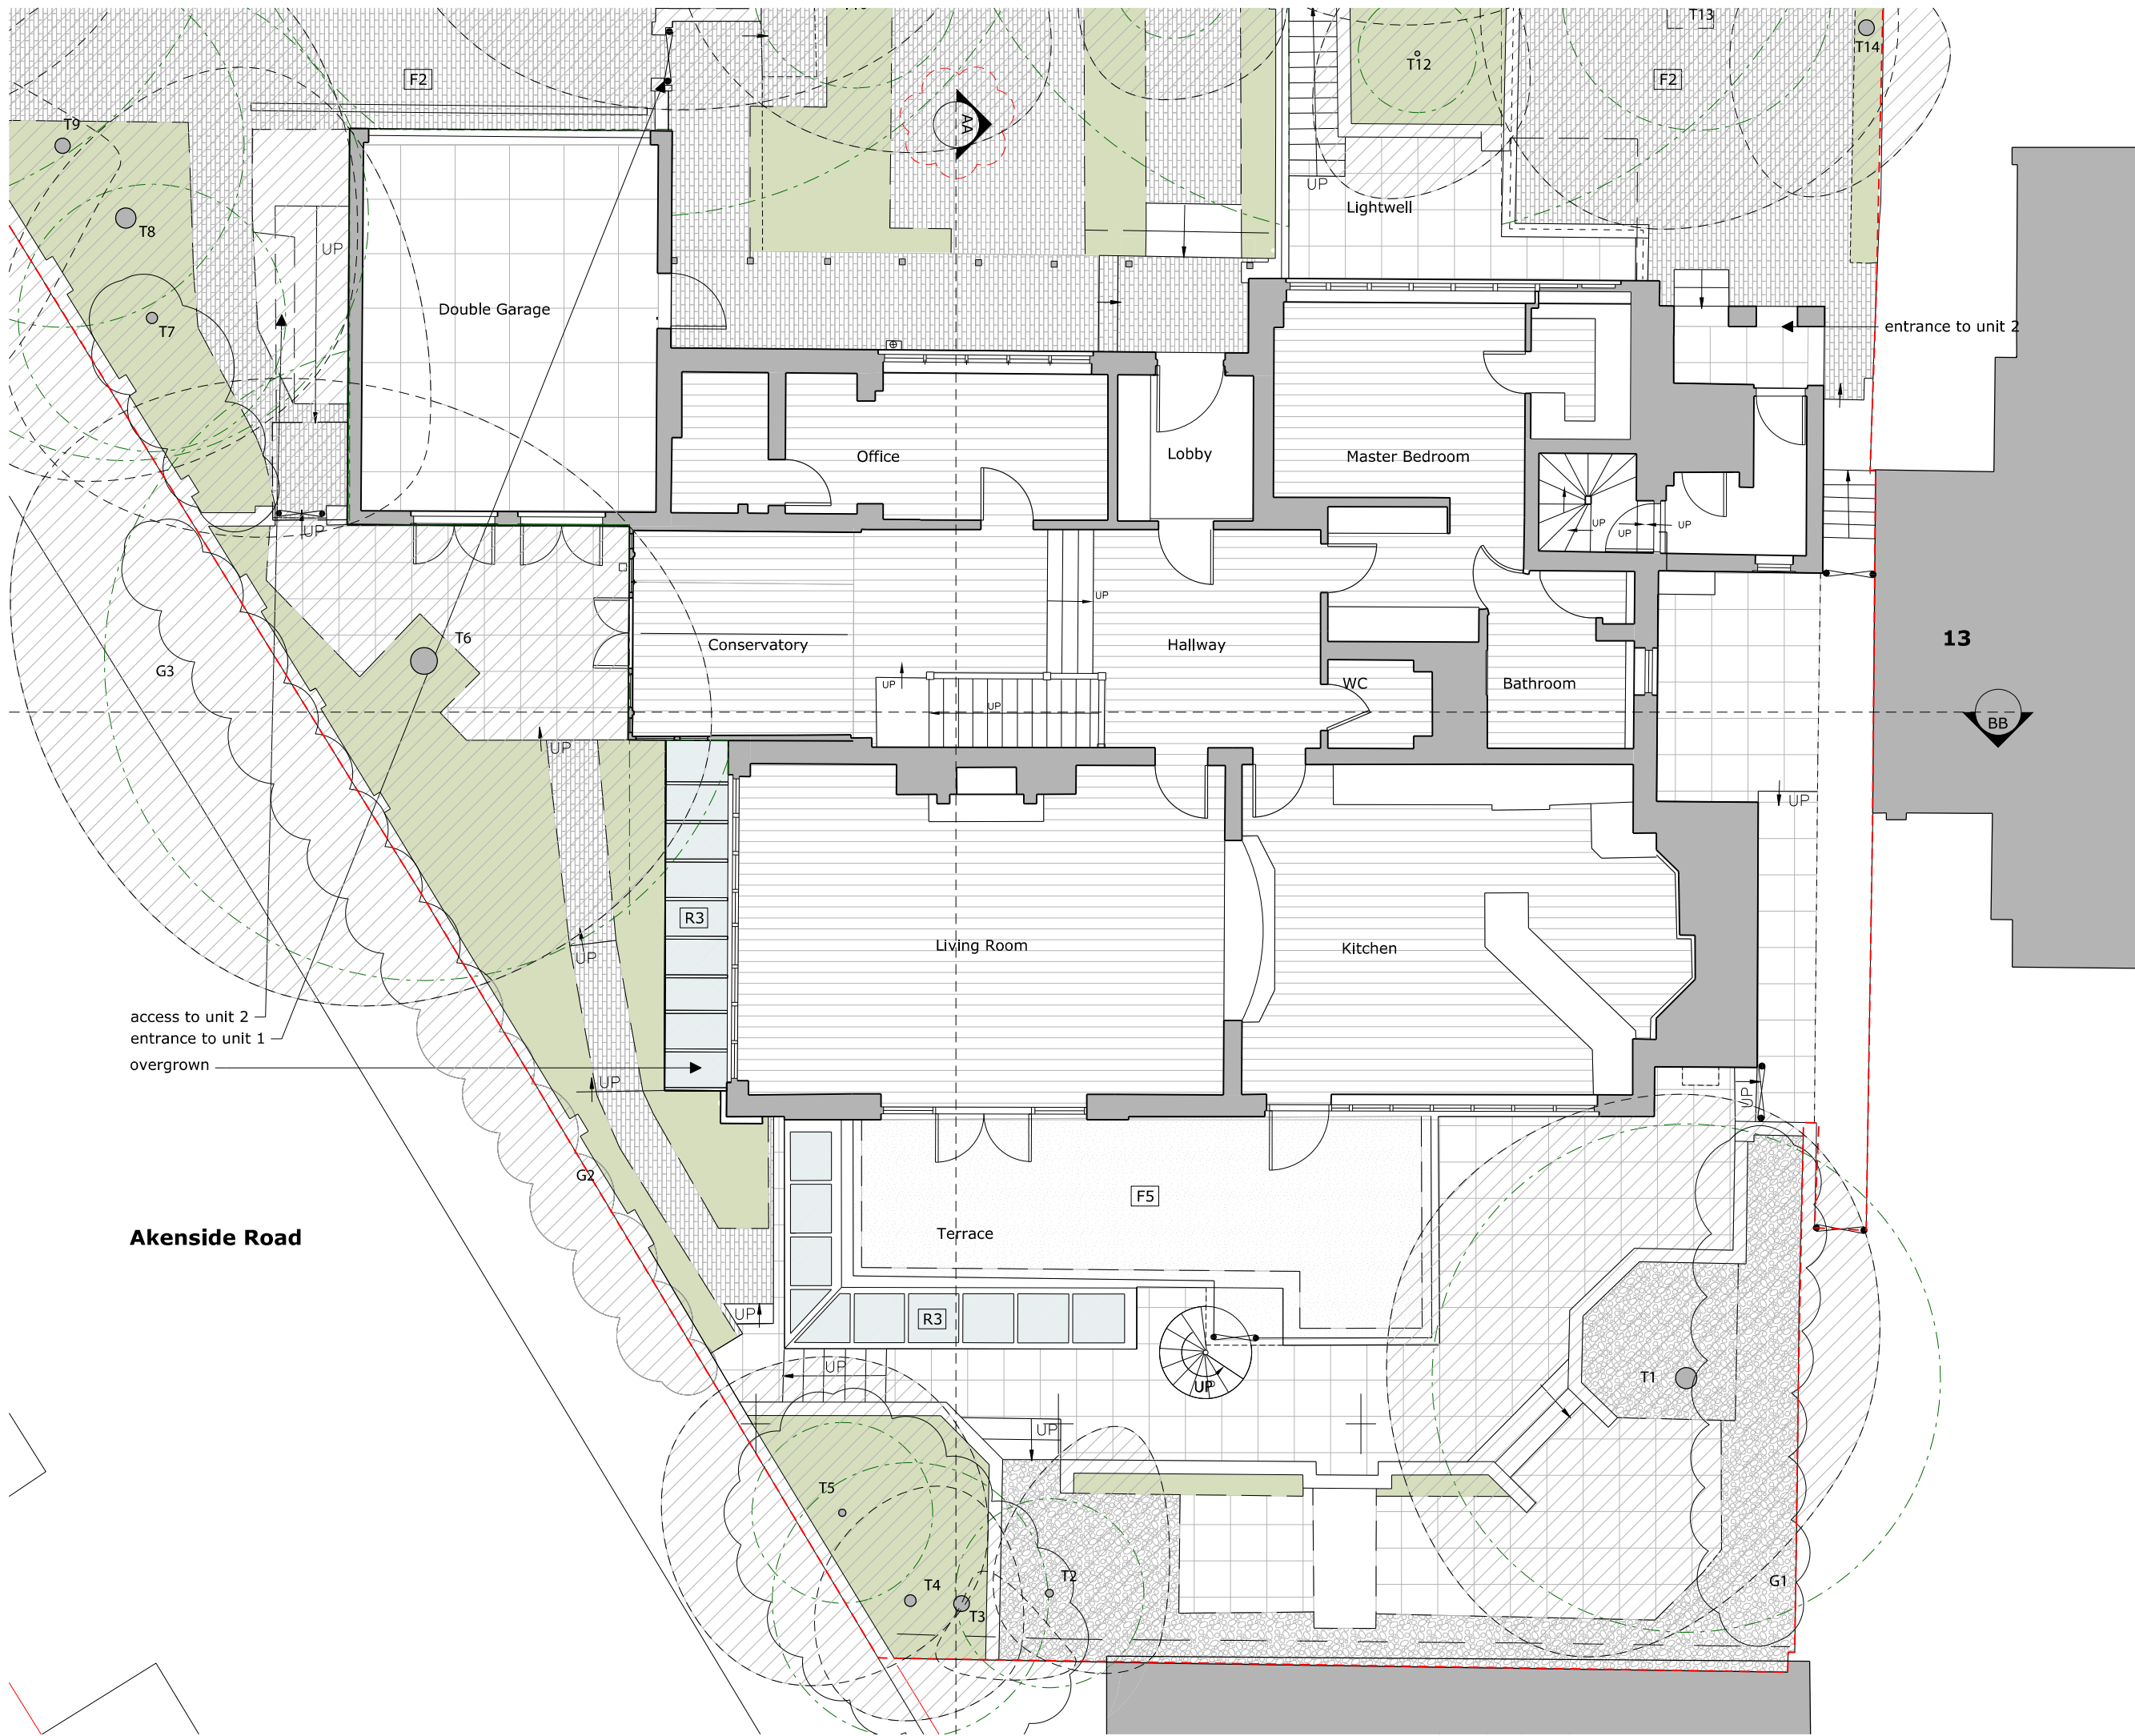 T13
T14
F2
T12
F2
T9
AA
UP
Lightwell
T8
UP
T7
Double Garage
entrance to unit 2
Office
Lobby
Master Bedroom
UP
UP
UP
UP
UP
T6
G3
Conservatory
Hallway
13
UP
WC
Bathroom
UP
BB
UP
UP
R3
Living Room
Kitchen
UP
access to unit 2
entrance to unit 1
overgrown
UP
UP
G2
F5
Akenside Road
Terrace
UP
R3
UP
UP
T1
UP
T5
T4
T2
T3
G1